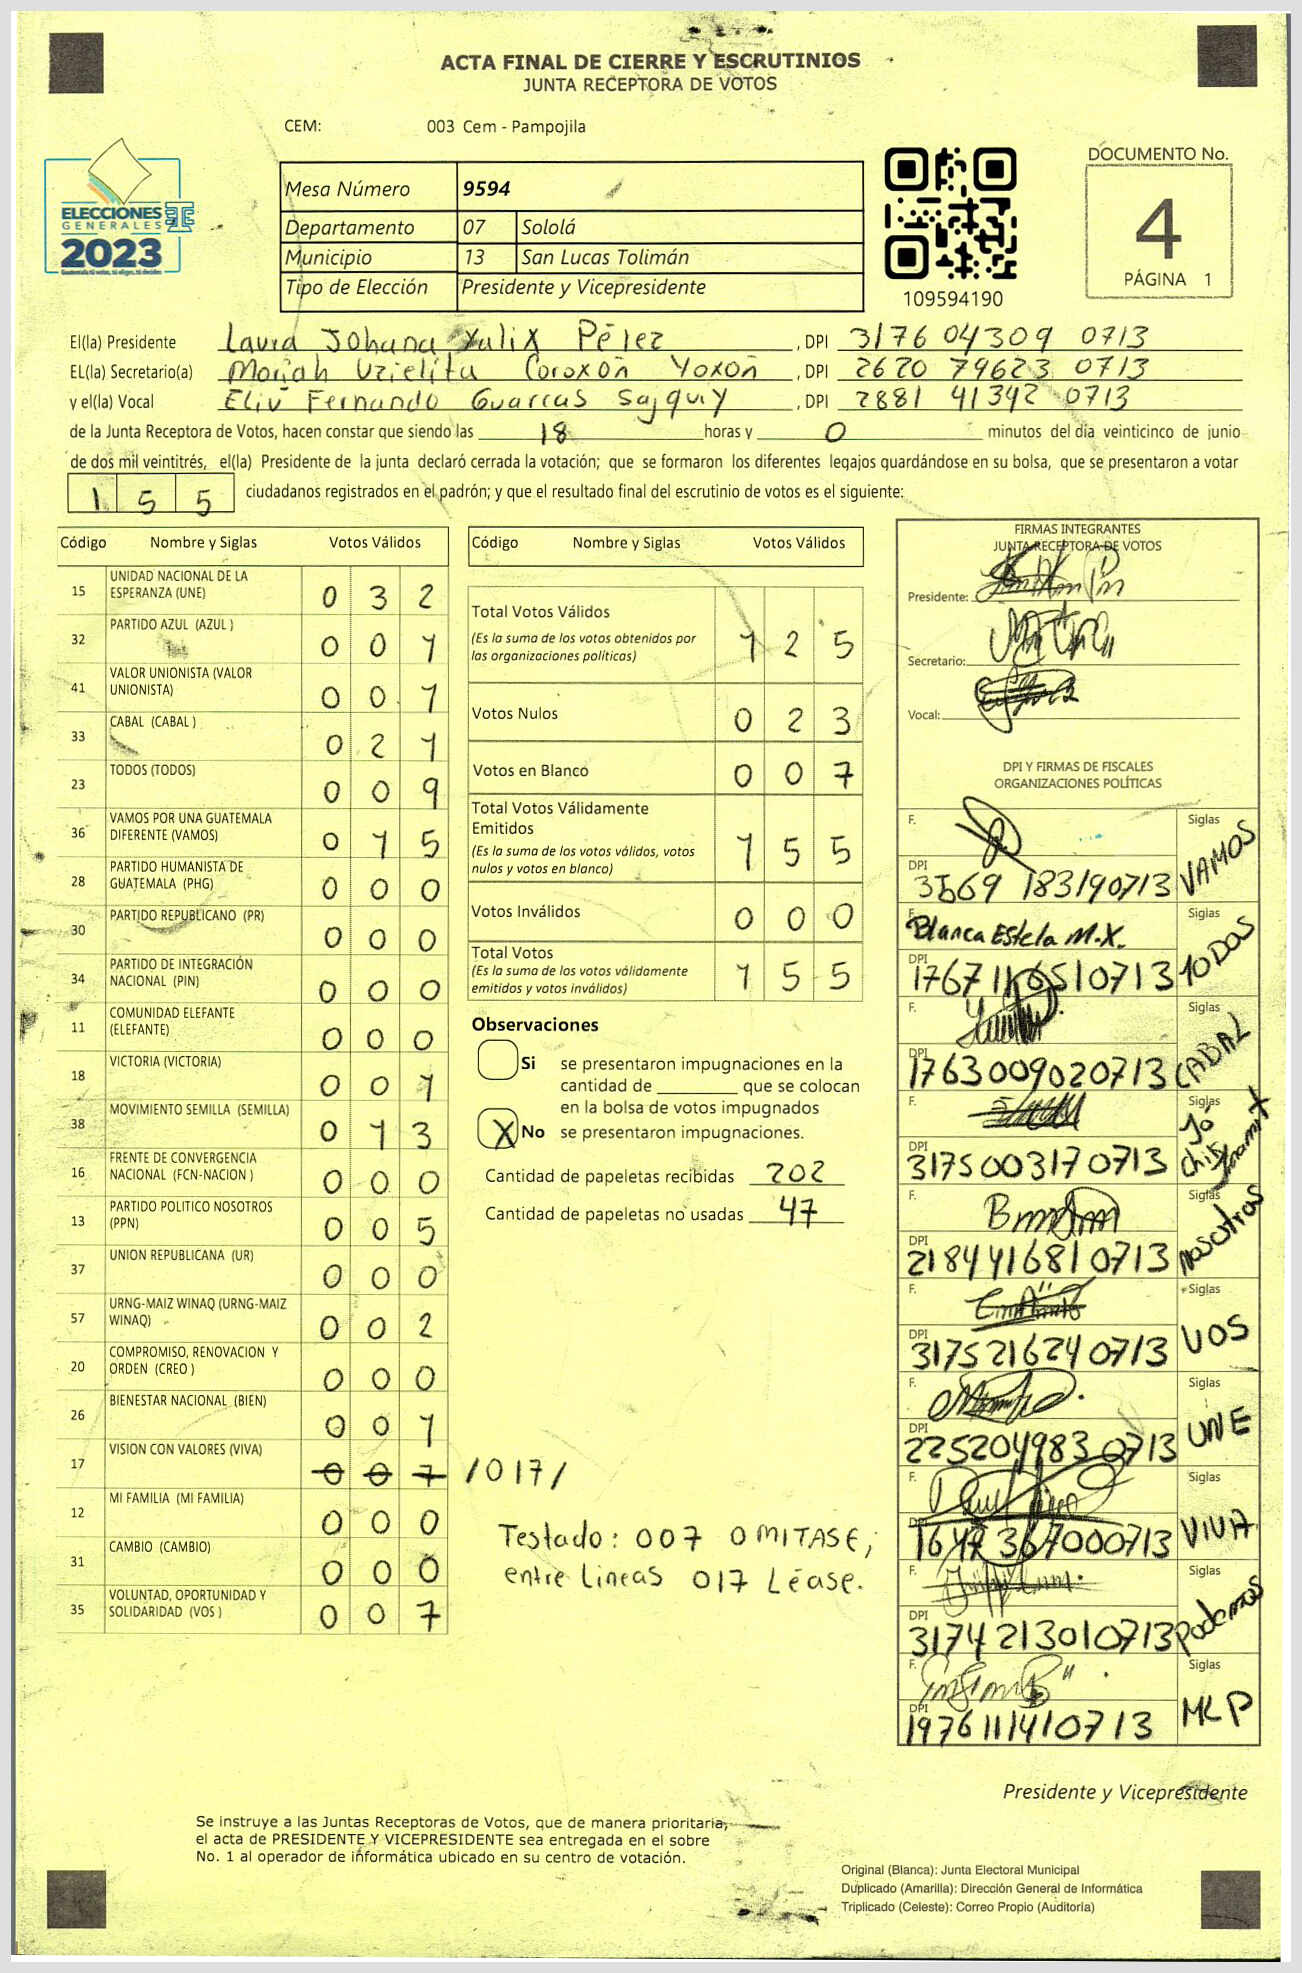 ACTA FINAL DE CIERRE Y ESCRUTINIOS
JUNTA RECEPTORA DE VOTOS
CEM: 003 Cem - Pampojila
ELECCIONES
GENERALES
2023
Guatemala tú votas, tú eliges, tú decides
Mesa Número 9594
Departamento 07 Sololá
Municipio 13 San Lucas Tolimán
Tipo de Elección Presidente y Vicepresidente
109594190
DOCUMENTO No.
4
PÁGINA 1
El(la) Presidente Laura Johana Xalix Pérez, DPI 3176 04309 0713
EL(la) Secretario(a) Moriah Uzielita Coroxón Yoxón, DPI 2620 79623 0713
y el(la) Vocal Eliú Fernando Guarcas Sajquiy, DPI 2881 41392 0713
de la Junta Receptora de Votos, hacen constar que siendo las 18 horas y 0 minutos del día veinticinco de junio
de dos mil veintitrés, el(la) Presidente de la junta declaró cerrada la votación; que se formaron los diferentes legajos guardándose en su bolsa, que se presentaron a votar
1 5 5 ciudadanos registrados en el padrón; y que el resultado final del escrutinio de votos es el siguiente:
Código Nombre y Siglas Votos Válidos
15 UNIDAD NACIONAL DE LA ESPERANZA (UNE) 0 3 2
32 PARTIDO AZUL (AZUL ) 0 0 1
41 VALOR UNIONISTA (VALOR UNIONISTA) 0 0 1
33 CABAL (CABAL ) 0 2 1
23 TODOS (TODOS) 0 0 9
36 VAMOS POR UNA GUATEMALA DIFERENTE (VAMOS) 0 1 5
28 PARTIDO HUMANISTA DE GUATEMALA (PHG) 0 0 0
30 PARTIDO REPUBLICANO (PR) 0 0 0
34 PARTIDO DE INTEGRACIÓN NACIONAL (PIN) 0 0 0
11 COMUNIDAD ELEFANTE (ELEFANTE) 0 0 0
18 VICTORIA (VICTORIA) 0 0 1
38 MOVIMIENTO SEMILLA (SEMILLA) 0 1 3
16 FRENTE DE CONVERGENCIA NACIONAL (FCN-NACION ) 0 0 0
13 PARTIDO POLITICO NOSOTROS (PPN) 0 0 5
37 UNION REPUBLICANA (UR) 0 0 0
57 URNG-MAIZ WINAQ (URNG-MAIZ WINAQ) 0 0 2
20 COMPROMISO, RENOVACION Y ORDEN (CREO ) 0 0 0
26 BIENESTAR NACIONAL (BIEN) 0 0 1
17 VISION CON VALORES (VIVA) 0 0 7 /017/
12 MI FAMILIA (MI FAMILIA) 0 0 0
31 CAMBIO (CAMBIO) 0 0 0
35 VOLUNTAD, OPORTUNIDAD Y SOLIDARIDAD (VOS ) 0 0 7
Código Nombre y Siglas Votos Válidos
Total Votos Válidos 1 2 5
(Es la suma de los votos obtenidos por
las organizaciones políticas)
Votos Nulos 0 2 3
Votos en Blanco 0 0 7
Total Votos Válidamente
Emitidos 1 5 5
(Es la suma de los votos válidos, votos
nulos y votos en blanco)
Votos Inválidos 0 0 0
Total Votos 1 5 5
(Es la suma de los votos válidamente
emitidos y votos inválidos)
Observaciones
Si se presentaron impugnaciones en la
cantidad de ________ que se colocan
en la bolsa de votos impugnados
X No se presentaron impugnaciones.
Cantidad de papeletas recibidas 202
Cantidad de papeletas no usadas 47
Testado: 007 OMITASE;
entre Lineas 017 Léase.
FIRMAS INTEGRANTES
JUNTA RECEPTORA DE VOTOS
Presidente:
Secretario:
Vocal:
DPI Y FIRMAS DE FISCALES
ORGANIZACIONES POLÍTICAS
F. Siglas
DPI 3569 183190713 VAMOS
F. Blanca Estela M.X. Siglas
DPI 1767 116510713 TODOS
F. Siglas
DPI 1763009020713 CABAL
F. Siglas
DPI 3175003170713
F. Siglas
DPI 2184416810713 Nosotros
F. Siglas
DPI 3175216240713 VOS
F. Siglas
DPI 2252049830713 UNE
F. Siglas
DPI VIVA
F. Siglas
DPI 3174213010713 Podemos
F. Siglas
DPI 1976111410713 MLP
Presidente y Vicepresidente
Se instruye a las Juntas Receptoras de Votos, que de manera prioritaria,
el acta de PRESIDENTE Y VICEPRESIDENTE sea entregada en el sobre
No. 1 al operador de informática ubicado en su centro de votación.
Original (Blanca): Junta Electoral Municipal
Duplicado (Amarilla): Dirección General de Informática
Triplicado (Celeste): Correo Propio (Auditoría)